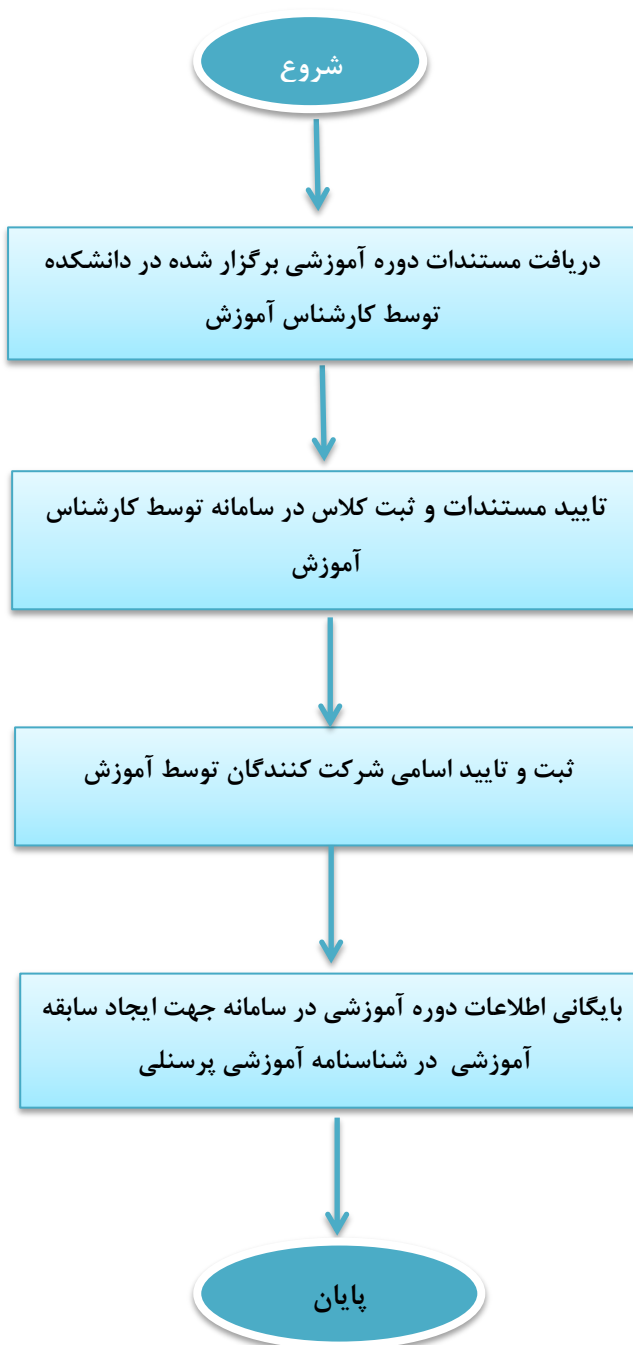 شروع
دریافت مستندات دوره آموزشی برگزار شده در دانشکده
توسط کارشناس آموزش
تایید مستندات و ثبت کلاس در سامانه توسط کارشناس
آموزش
ثبت و تایید اسامی شرکت کنندگان توسط آموزش
بایگانی اطلاعات دوره آموزشی در سامانه جهت ایجاد سابقه
آموزشی در شناسنامه آموزشی پرسنلی
پایان